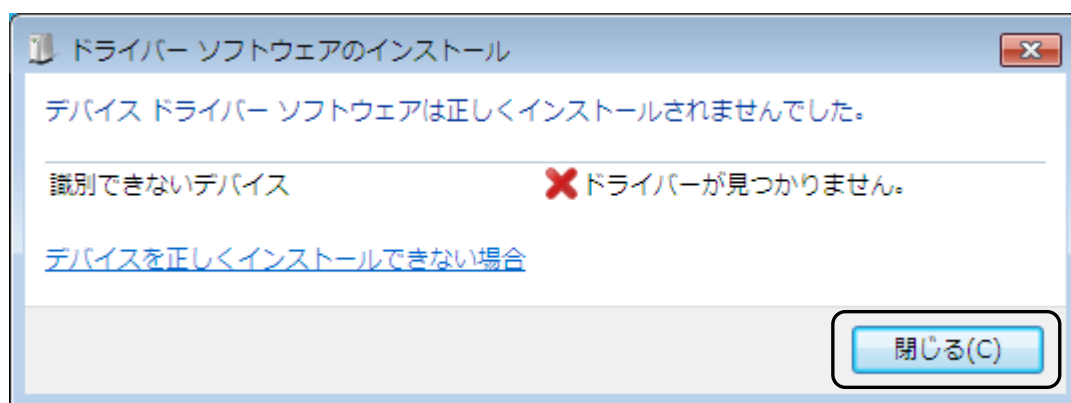 ドライバー ソフトウェアのインストール
デバイス ドライバー ソフトウェアは正しくインストールされませんでした。
識別できないデバイス ドライバーが見つかりません。
デバイスを正しくインストールできない場合
閉じる(C)